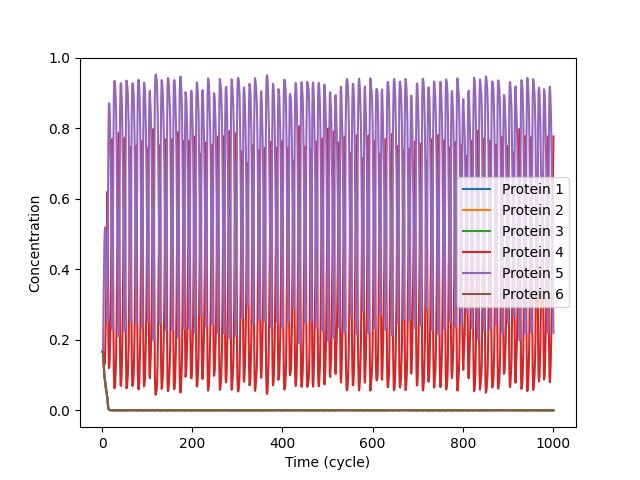 1.0
0.8
0.6
0.4
0.2
0.0
Concentration
Protein 1
Protein 2
Protein 3
Protein 4
Protein 5
Protein 6
0 200 400 600 800 1000
Time (cycle)